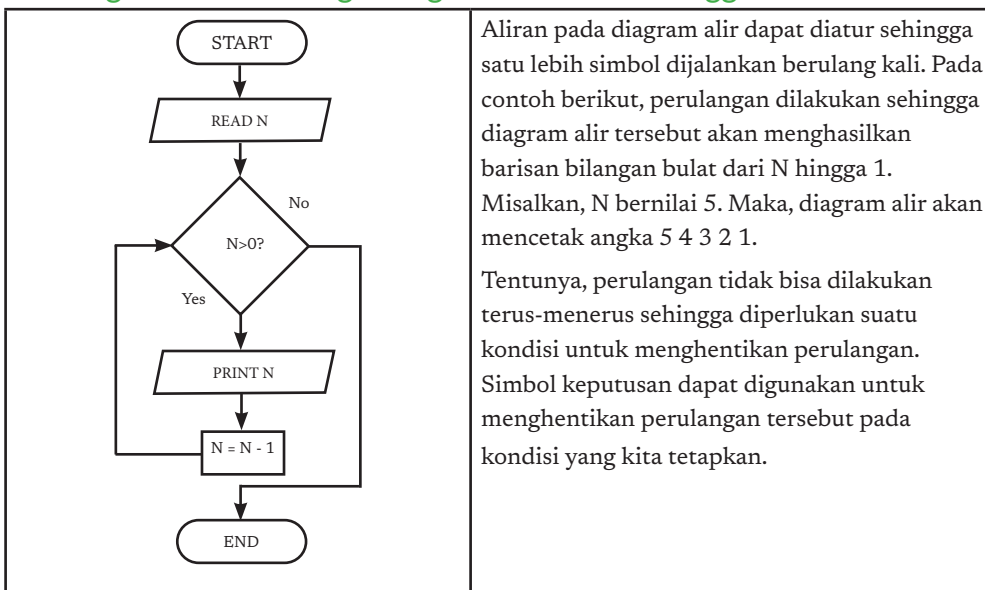 START
READ N
No
N>0?
Yes
PRINT N
N = N - 1
END
Aliran pada diagram alir dapat diatur sehingga
satu lebih simbol dijalankan berulang kali. Pada
contoh berikut, perulangan dilakukan sehingga
diagram alir tersebut akan menghasilkan
barisan bilangan bulat dari N hingga 1.
Misalkan, N bernilai 5. Maka, diagram alir akan
mencetak angka 5 4 3 2 1.
Tentunya, perulangan tidak bisa dilakukan
terus-menerus sehingga diperlukan suatu
kondisi untuk menghentikan perulangan.
Simbol keputusan dapat digunakan untuk
menghentikan perulangan tersebut pada
kondisi yang kita tetapkan.